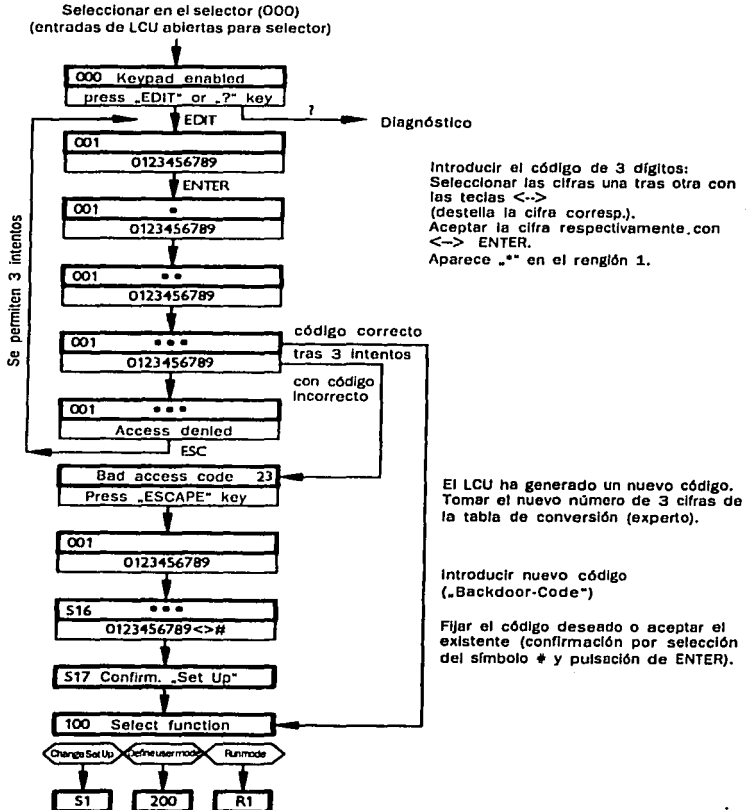 Seleccionar en el selector (000)
(entradas de LCU abiertas para selector)
000 Keypad enabled
press „EDIT" or „?" key
EDIT
?
Diagnóstico
001
0123456789
ENTER
001 *
0123456789
001 * *
0123456789
001 * * *
0123456789
código correcto
tras 3 intentos
con código
incorrecto
001 * * *
Access denied
ESC
Se permiten 3 intentos
Introducir el código de 3 dígitos:
Seleccionar las cifras una tras otra con
las teclas <-->
(destella la cifra corresp.).
Aceptar la cifra respectivamente con
<--> ENTER.
Aparece „*" en el renglón 1.
Bad access code 23
Press „ESCAPE" key
001
0123456789
S16 * * *
0123456789<>#
S17 Confirm. „Set Up"
100 Select function
Change Set Up
Define usermode
Runmode
S1
200
R1
El LCU ha generado un nuevo código.
Tomar el nuevo número de 3 cifras de
la tabla de conversión (experto).
Introducir nuevo código
(„Backdoor-Code")
Fijar el código deseado o aceptar el
existente (confirmación por selección
del símbolo # y pulsación de ENTER).